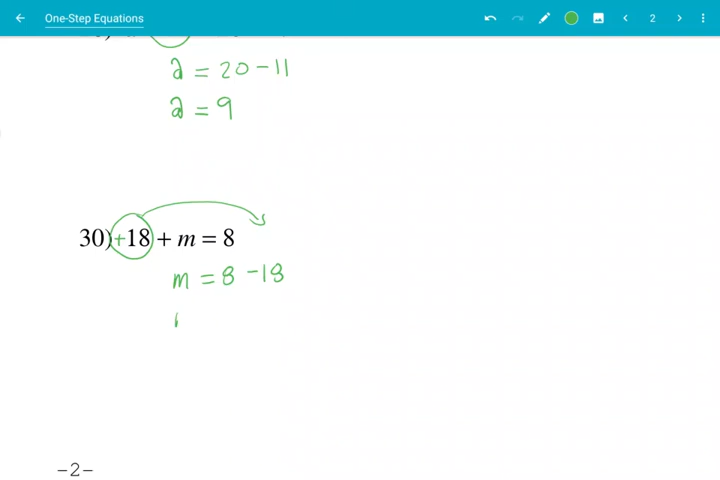 One-Step Equations
2
a = 20 - 11
a = 9
30) +18 + m = 8
m = 8 - 18
-2-